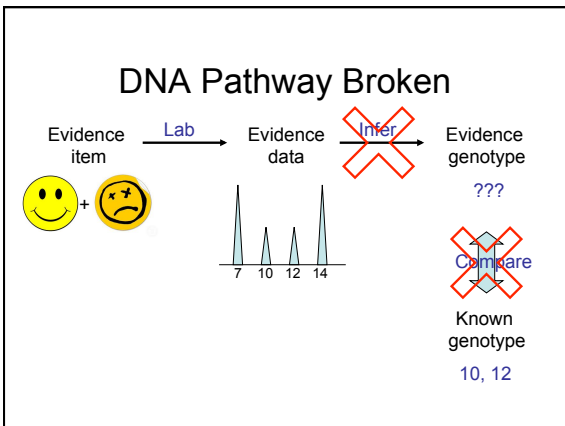 DNA Pathway Broken
Evidence item
Lab
Evidence data
Infer
Evidence genotype
+
???
7 10 12 14
Compare
Known genotype
10, 12